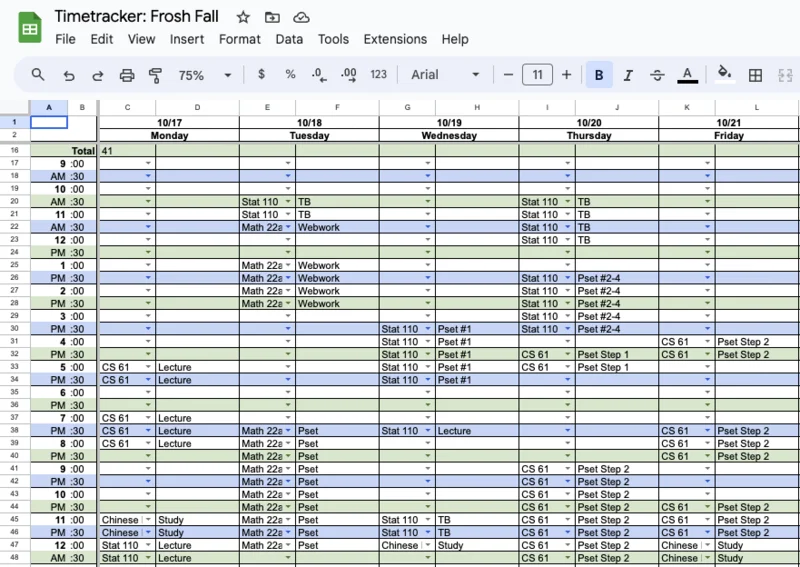 Timetracker: Frosh Fall
File Edit View Insert Format Data Tools Extensions Help
75% $ % .0 .00 123 Arial − 11 + B I S A
A B C D E F G H I J K L
1 10/17 10/18 10/19 10/20 10/21
2 Monday Tuesday Wednesday Thursday Friday
16 Total 41
17 9 :00
18 AM :30
19 10 :00
20 AM :30 Stat 110 TB Stat 110 TB
21 11 :00 Stat 110 TB Stat 110 TB
22 AM :30 Math 22a Webwork Stat 110 TB
23 12 :00 Stat 110 TB
24 PM :30
25 1 :00 Math 22a Webwork
26 PM :30 Math 22a Webwork Stat 110 Pset #2-4
27 2 :00 Math 22a Webwork Stat 110 Pset #2-4
28 PM :30 Math 22a Webwork Stat 110 Pset #2-4
29 3 :00 Stat 110 Pset #2-4
30 PM :30 Stat 110 Pset #1 Stat 110 Pset #2-4
31 4 :00 Stat 110 Pset #1 CS 61 Pset Step 2
32 PM :30 Stat 110 Pset #1 CS 61 Pset Step 1 CS 61 Pset Step 2
33 5 :00 CS 61 Lecture Stat 110 Pset #1 CS 61 Pset Step 1
34 PM :30 CS 61 Lecture Stat 110 Pset #1
35 6 :00
36 PM :30
37 7 :00 CS 61 Lecture
38 PM :30 CS 61 Lecture Math 22a Pset Stat 110 Lecture CS 61 Pset Step 2
39 8 :00 CS 61 Lecture Math 22a Pset CS 61 Pset Step 2
40 PM :30 Math 22a Pset CS 61 Pset Step 2
41 9 :00 Math 22a Pset CS 61 Pset Step 2
42 PM :30 Math 22a Pset CS 61 Pset Step 2
43 10 :00 Math 22a Pset CS 61 Pset Step 2
44 PM :30 Math 22a Pset CS 61 Pset Step 2 CS 61 Pset Step 2
45 11 :00 Chinese Study Math 22a Pset Stat 110 TB CS 61 Pset Step 2 CS 61 Pset Step 2
46 PM :30 Chinese Study Math 22a Pset Stat 110 TB CS 61 Pset Step 2 CS 61 Pset Step 2
47 12 :00 Stat 110 Lecture Math 22a Pset Chinese Study CS 61 Pset Step 2 Chinese Study
48 AM :30 Stat 110 Lecture CS 61 Pset Step 2 Chinese Study